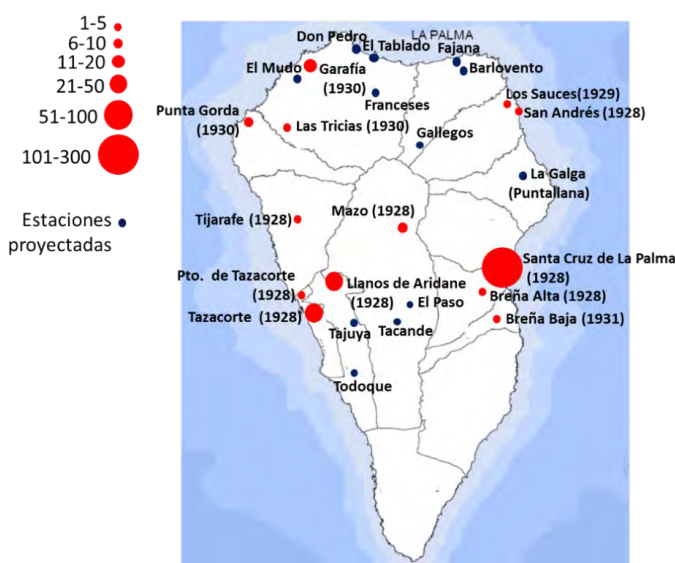 1-5
6-10
11-20
21-50
51-100
101-300
Estaciones
proyectadas
LA PALMA
Don Pedro
El Tablado
Fajana
El Mudo
Garafía
(1930)
Barlovento
Franceses
Los Sauces(1929)
San Andrés (1928)
Punta Gorda
(1930)
Las Tricias (1930)
Gallegos
La Galga
(Puntallana)
Tijarafe (1928)
Mazo (1928)
Santa Cruz de La Palma
(1928)
Pto. de Tazacorte
(1928)
Llanos de Aridane
(1928)
El Paso
Breña Alta (1928)
Tazacorte (1928)
Breña Baja (1931)
Tajuya
Tacande
Todoque